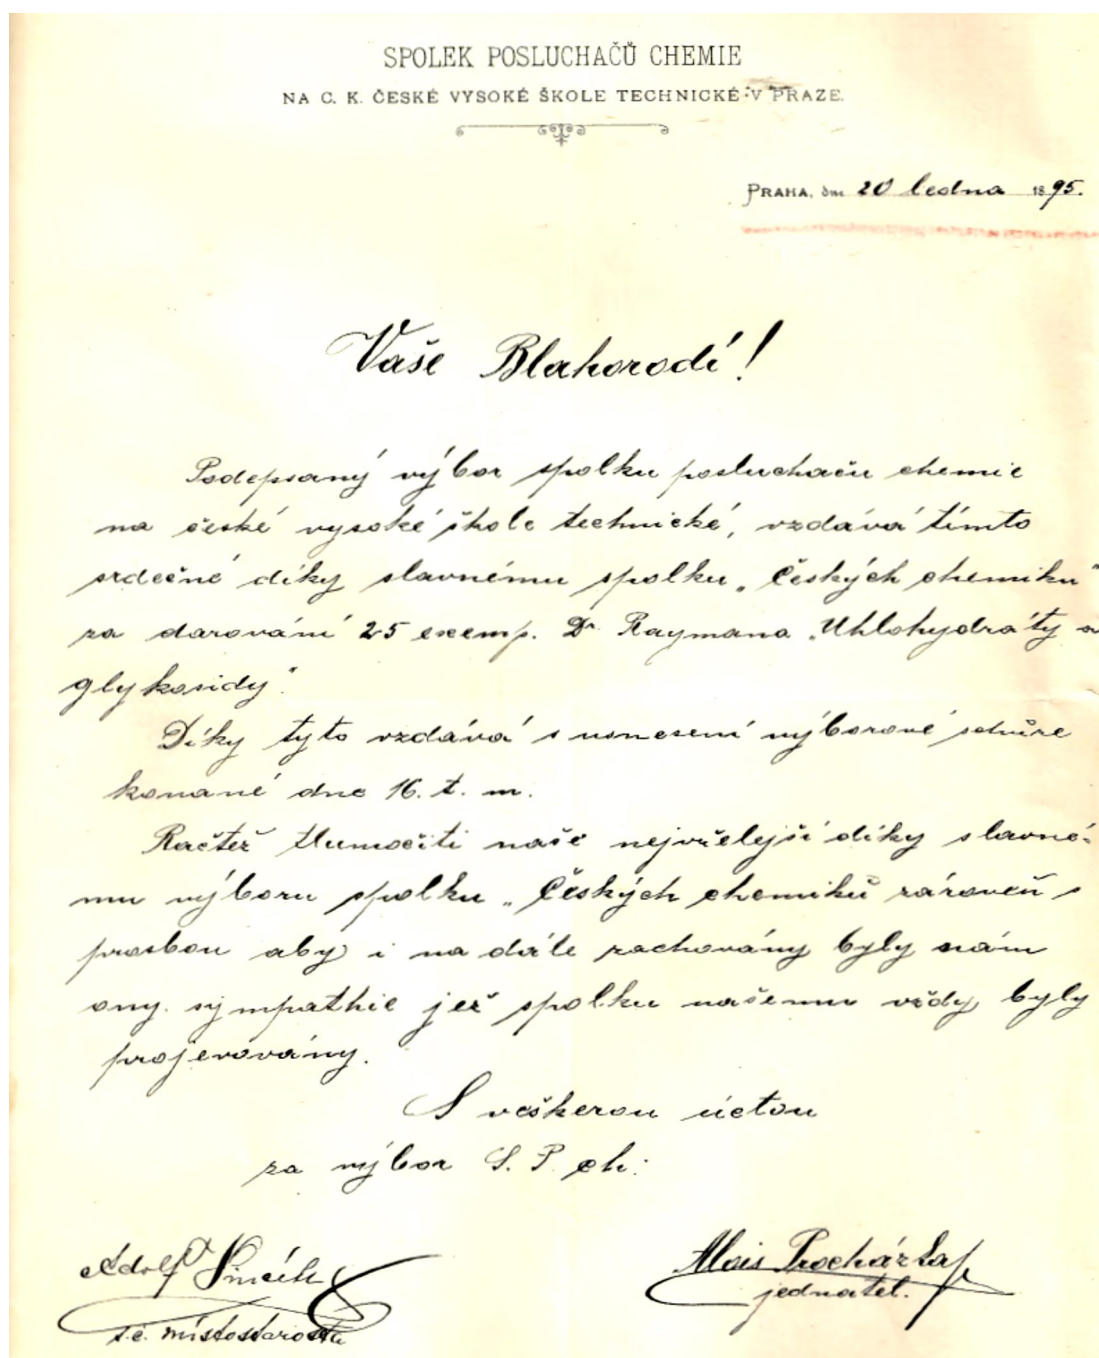 SPOLEK POSLUCHAČŮ CHEMIE
NA C. K. ČESKÉ VYSOKÉ ŠKOLE TECHNICKÉ V PRAZE.
PRAHA, dne 20 ledna 1895.
Vaše Blahorodí!
Podepsaný výbor spolku posluchačů chemie
na české vysoké škole technické, vzdává tímto
srdečné díky slavnému spolku „Českých chemiků"
za darování 25 exemp. Dr Raymana „Uhlohydráty a
glykosidy".
Díky tyto vzdává z usnesení výborové schůze
konané dne 16. t. m.
Račtež tlumočiti naše nejvřelejší díky slavné-
mu výboru spolku „Českých chemiků zároveň s
prosbou aby i na dále zachovány byly nám
ony sympathie jež spolku našemu vždy byly
projevovány.
S veškerou úctou
za výbor S. P. ch:
Adolf
Alois Procházka
jednatel.
t.č. místostarosta